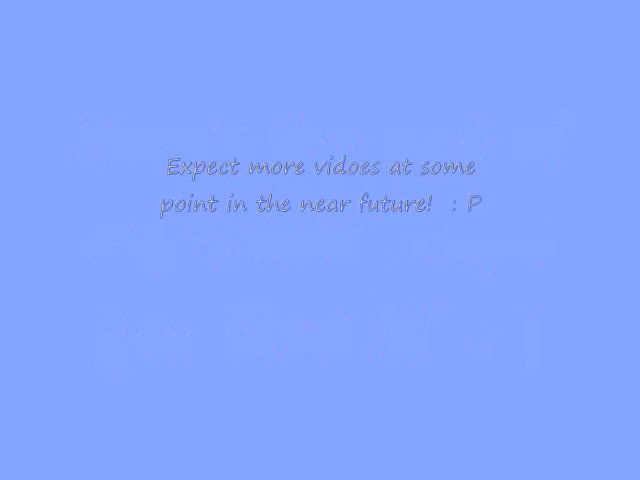 Expect more vidoes at some
point in the near future!  : P